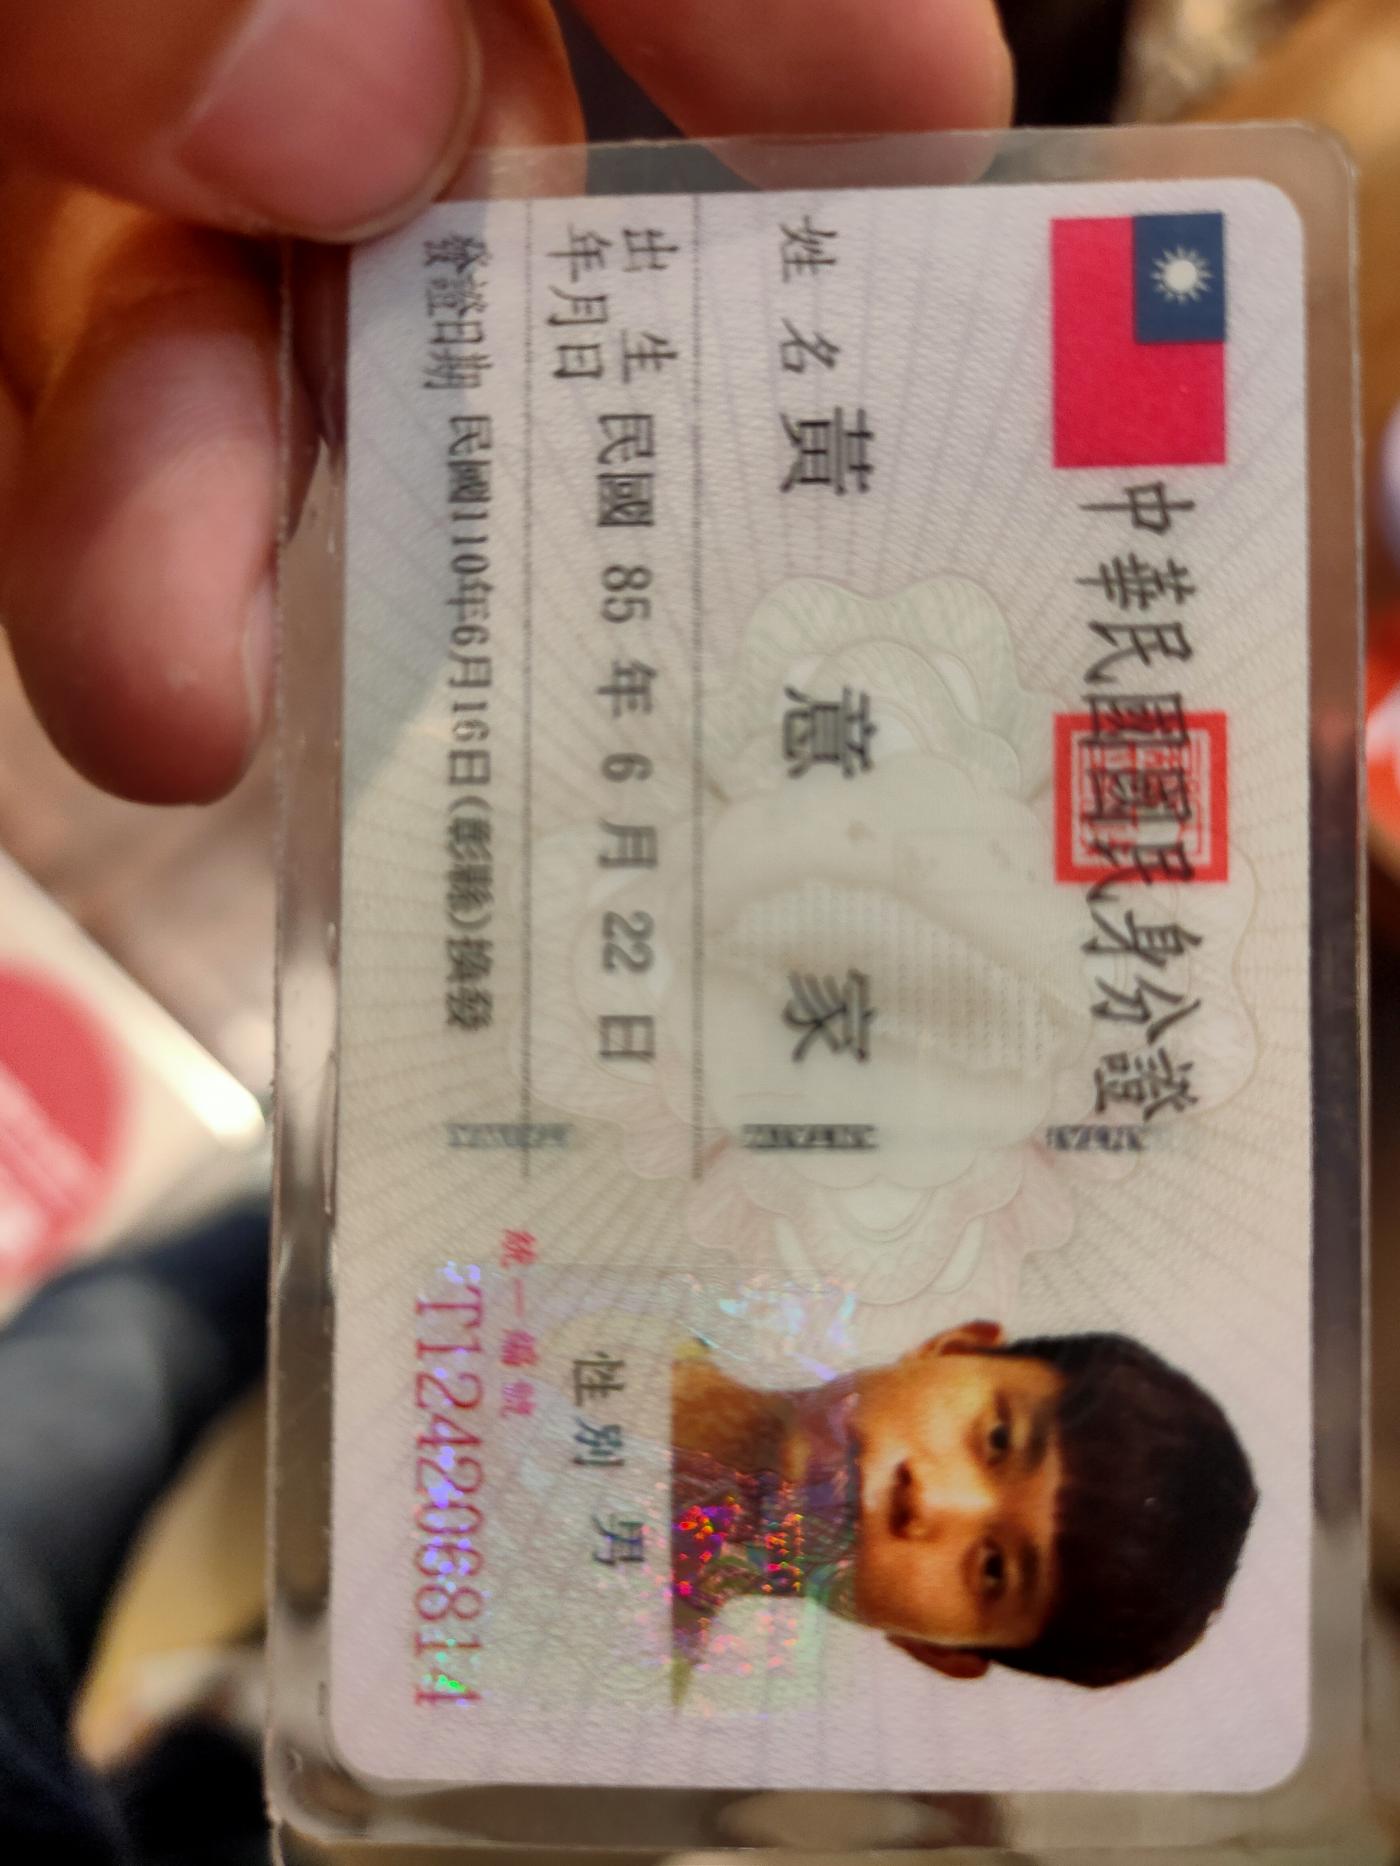 中華民國國民身分證
姓名 黃意家
出生年月日 民國 85 年 6 月 22 日
發證日期 民國110年6月16日(彰縣)換發
性別 男
統一編號
T124206814